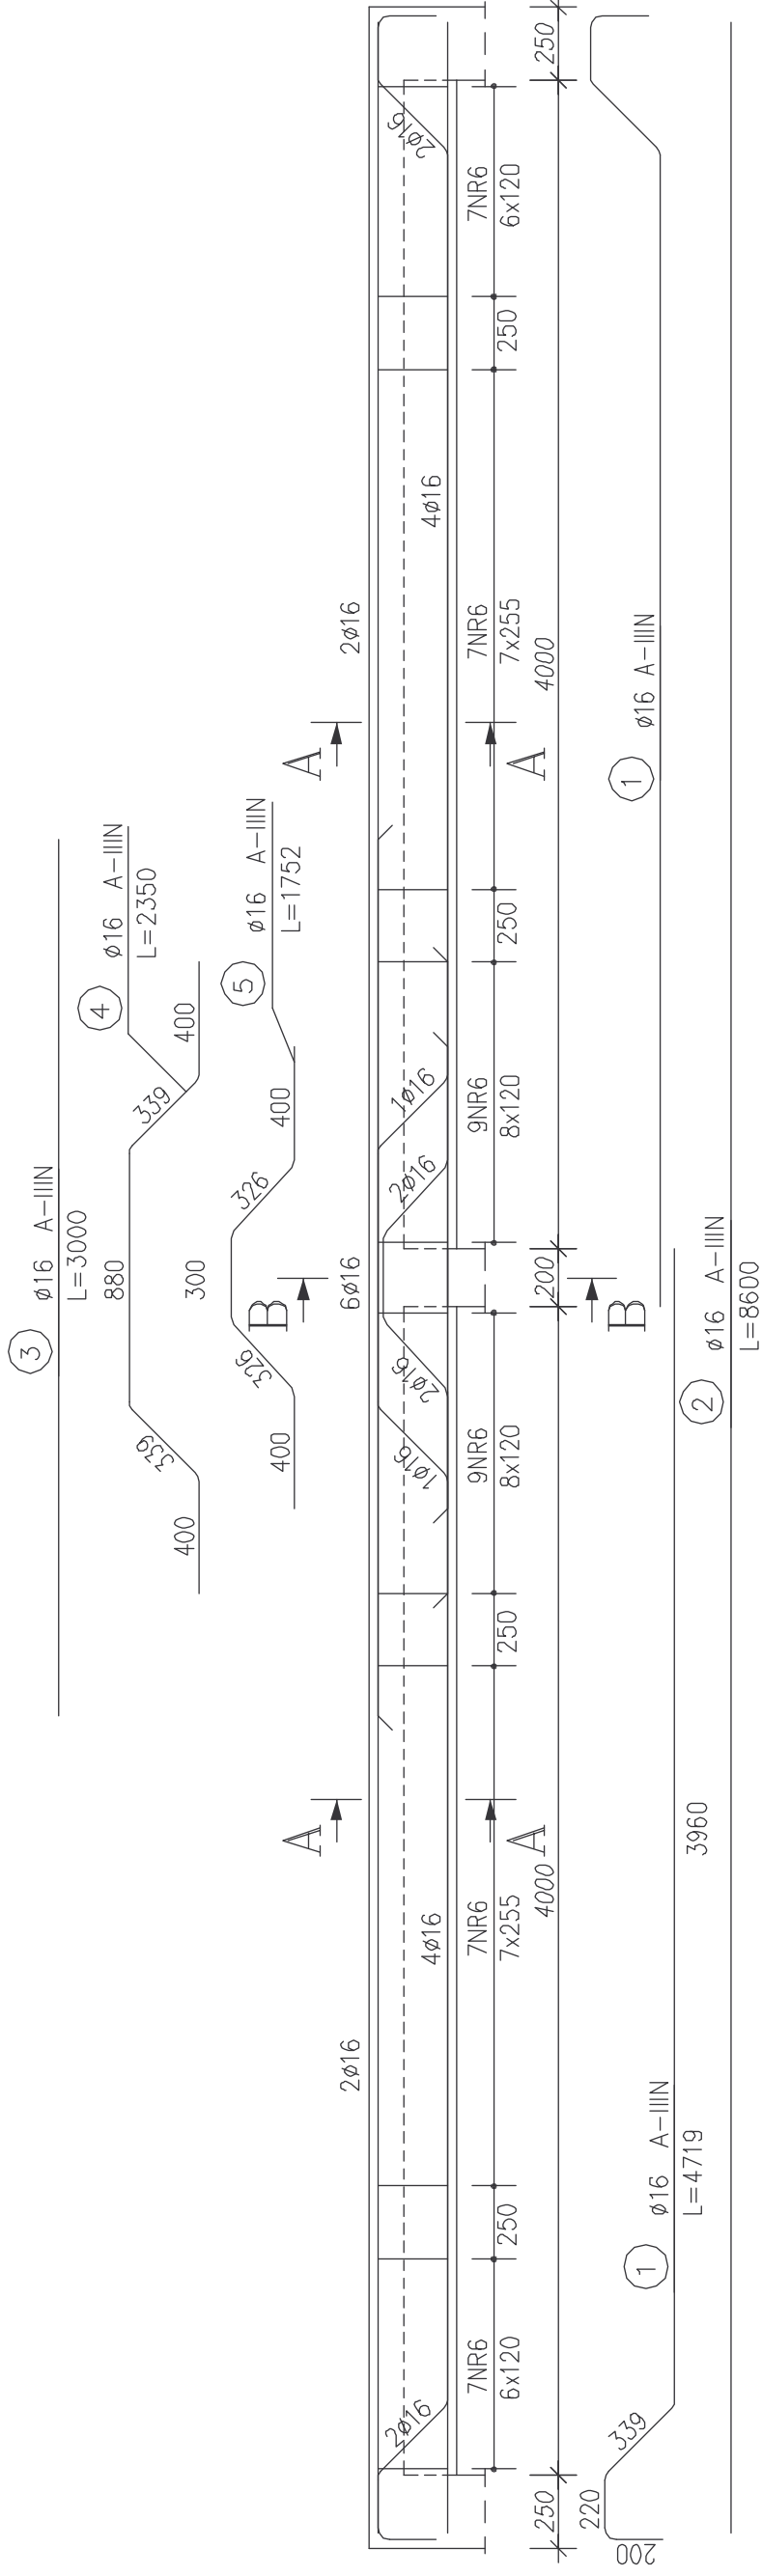 3
ø16 A-IIIN
L=3000
4
ø16 A-IIIN
L=2350
400
339
880
339
400
5
ø16 A-IIIN
L=1752
400
326
300
326
400
2ø16
6ø16
2ø16
A
A
B
2ø16
4ø16
1ø16
2ø16
2ø16
1ø16
4ø16
2ø16
7NR6
6x120
250
7NR6
7x255
250
9NR6
8x120
9NR6
8x120
250
7NR6
7x255
250
7NR6
6x120
A
A
B
250
4000
200
4000
250
1
ø16 A-IIIN
L=4719
200
220
339
3960
1
ø16 A-IIIN
2
ø16 A-IIIN
L=8600